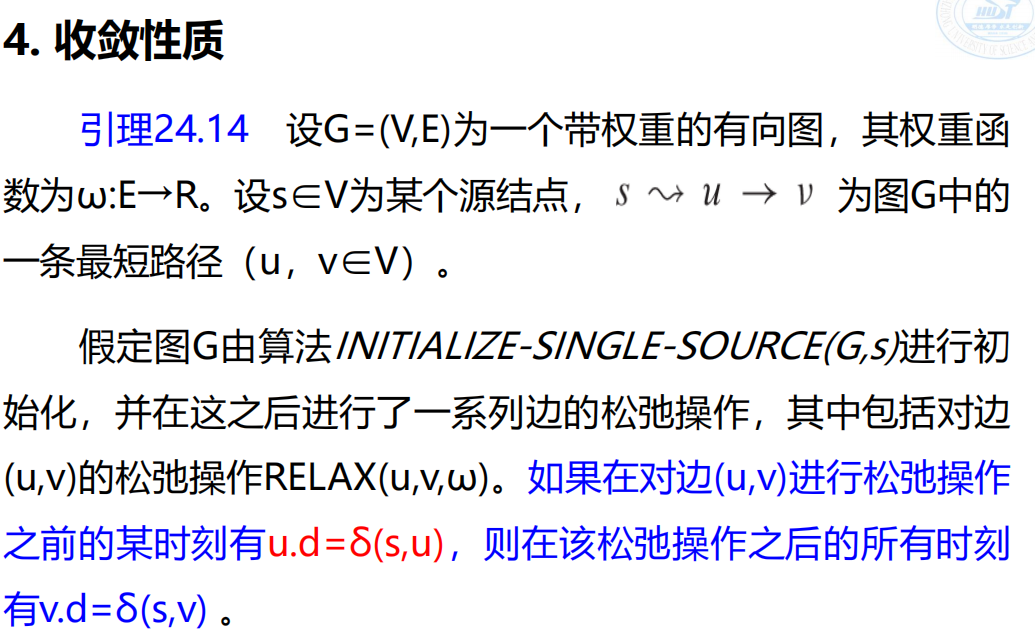 4. 收敛性质
引理24.14 设G=(V,E)为一个带权重的有向图，其权重函
数为ω:E→R。设s∈V为某个源结点， s ⤳ u → v 为图G中的
一条最短路径（u，v∈V）。
假定图G由算法INITIALIZE-SINGLE-SOURCE(G,s)进行初
始化，并在这之后进行了一系列边的松弛操作，其中包括对边
(u,v)的松弛操作RELAX(u,v,ω)。如果在对边(u,v)进行松弛操作
之前的某时刻有u.d=δ(s,u)，则在该松弛操作之后的所有时刻
有v.d=δ(s,v) 。